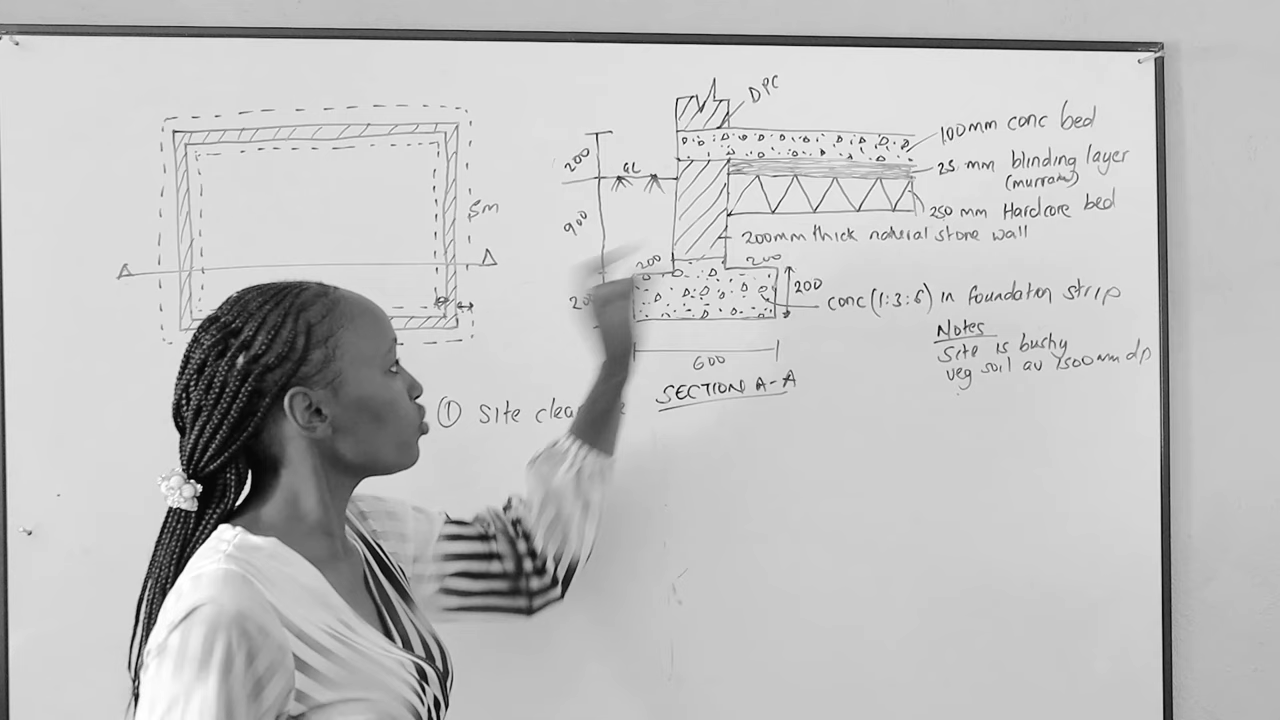 5m
A
A
DPC
200
GL
900
200
100mm conc bed
25 mm blinding layer
(murram)
250 mm Hardcore bed
200mm thick natural stone wall
200
200
200
conc (1:3:6) in foundation strip
600
SECTION A-A
Notes
Site is bushy
veg soil av 1500mm dp
① Site